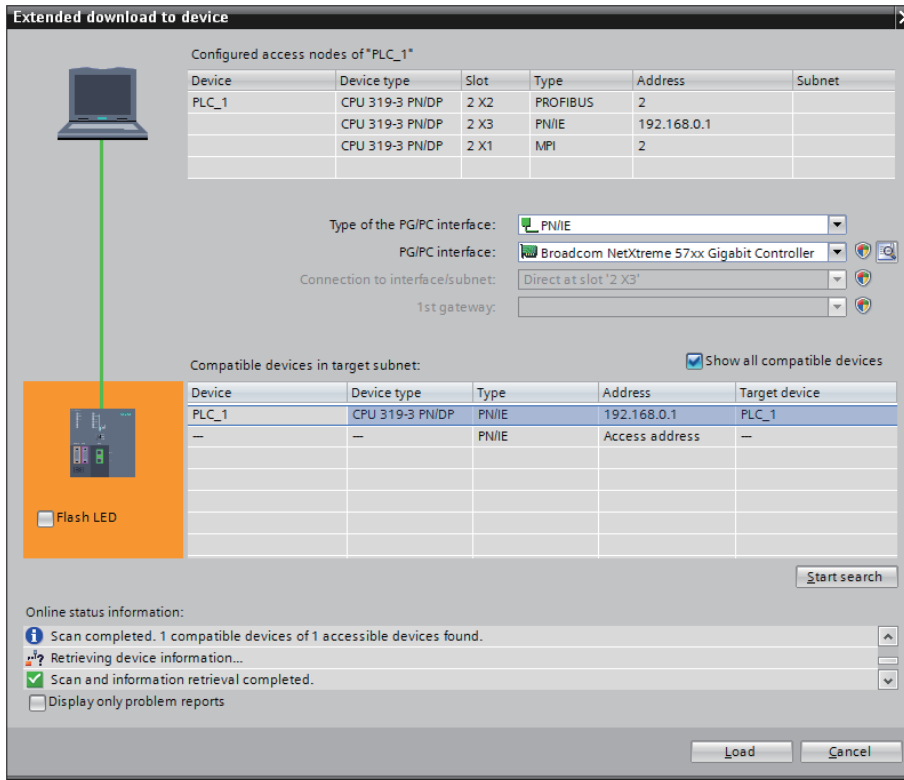 Extended download to device
Configured access nodes of "PLC_1"
Device Device type Slot Type Address Subnet
PLC_1 CPU 319-3 PN/DP 2 X2 PROFIBUS 2
CPU 319-3 PN/DP 2 X3 PN/IE 192.168.0.1
CPU 319-3 PN/DP 2 X1 MPI 2
Type of the PG/PC interface: PN/IE
PG/PC interface: Broadcom NetXtreme 57xx Gigabit Controller
Connection to interface/subnet: Direct at slot '2 X3'
1st gateway:
Compatible devices in target subnet: Show all compatible devices
Device Device type Type Address Target device
PLC_1 CPU 319-3 PN/DP PN/IE 192.168.0.1 PLC_1
— — PN/IE Access address —
Flash LED
Start search
Online status information:
Scan completed. 1 compatible devices of 1 accessible devices found.
Retrieving device information...
Scan and information retrieval completed.
Display only problem reports
Load Cancel